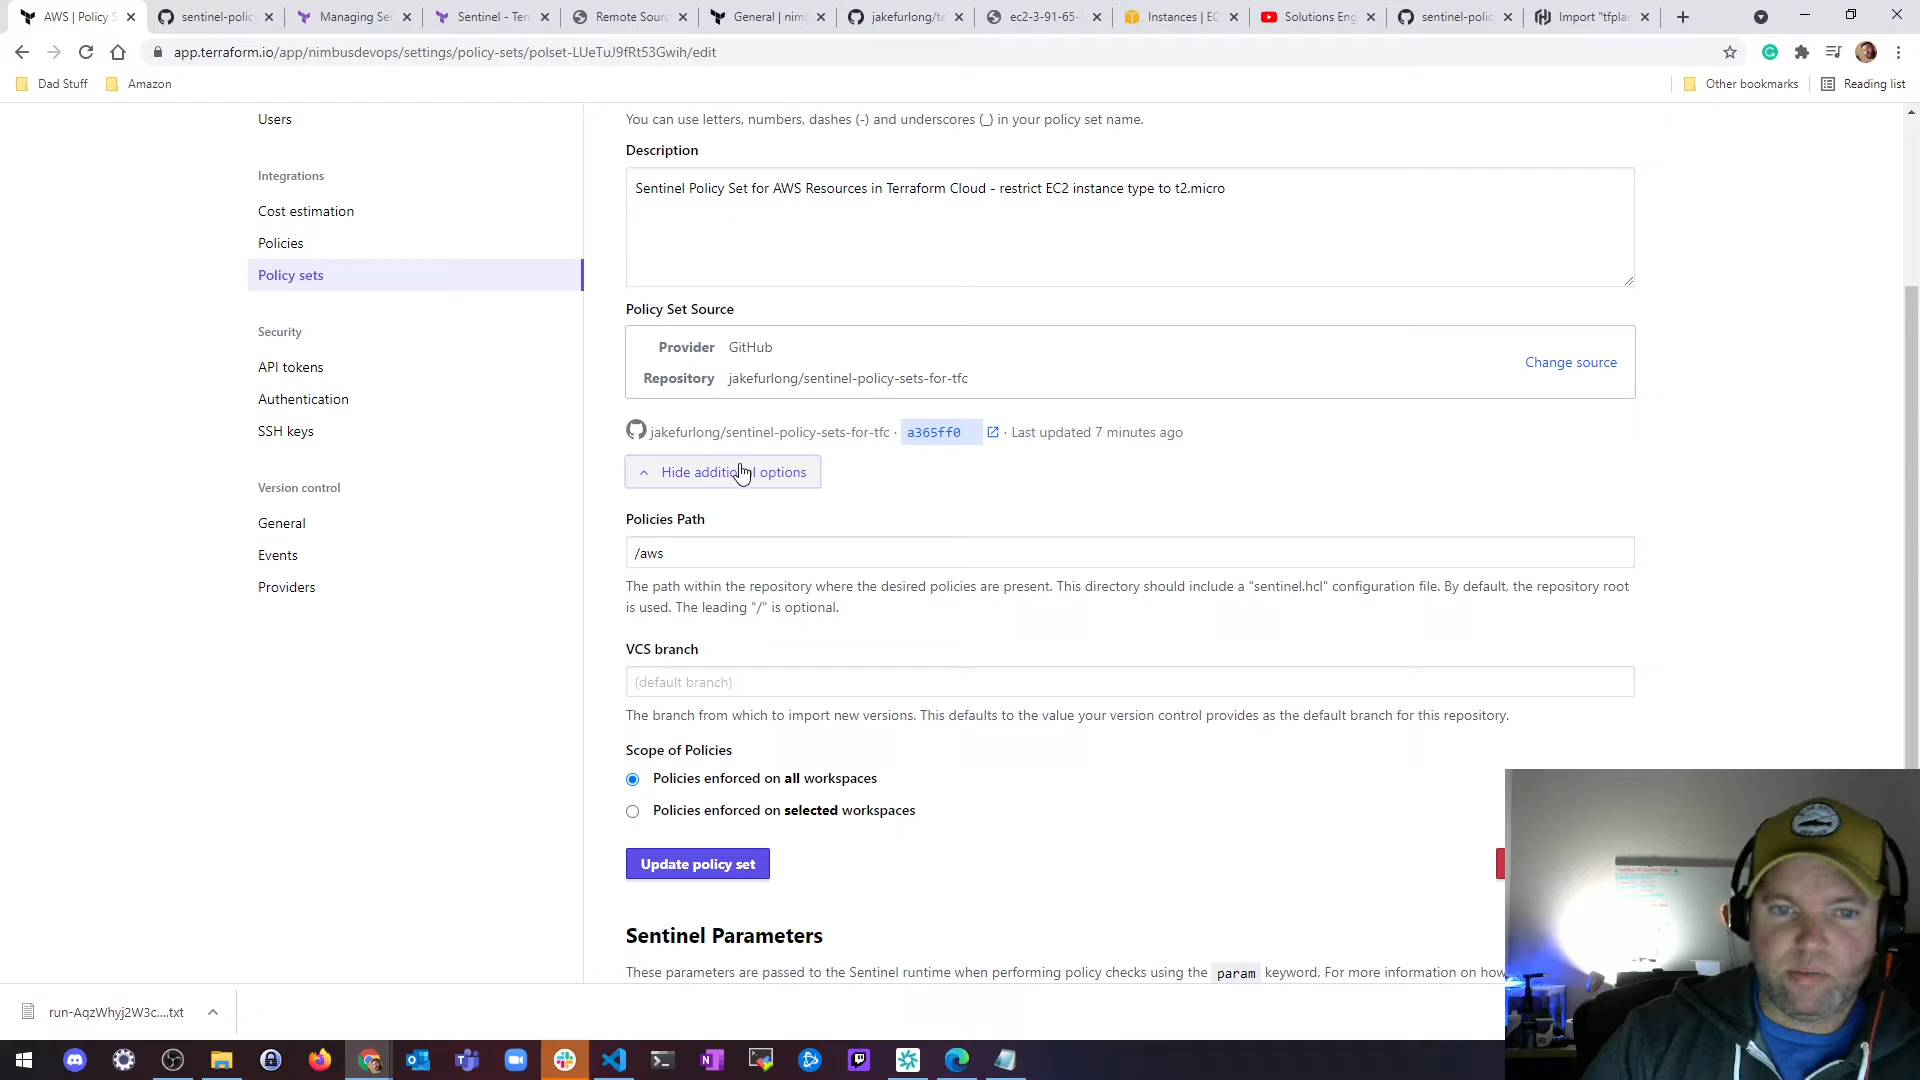 AWS | Policy S
sentinel-polic
Managing Ser
Sentinel - Terr
Remote Sourc
General | nimb
jakefurlong/te
ec2-3-91-65-
Instances | EC
Solutions Eng
sentinel-polic
Import "tfplan
app.terraform.io/app/nimbusdevops/settings/policy-sets/polset-LUeTuJ9fRt53Gwih/edit
Dad Stuff
Amazon
Other bookmarks
Reading list
Users
Integrations
Cost estimation
Policies
Policy sets
Security
API tokens
Authentication
SSH keys
Version control
General
Events
Providers
You can use letters, numbers, dashes (-) and underscores (_) in your policy set name.
Description
Sentinel Policy Set for AWS Resources in Terraform Cloud - restrict EC2 instance type to t2.micro
Policy Set Source
Provider GitHub
Repository jakefurlong/sentinel-policy-sets-for-tfc
Change source
jakefurlong/sentinel-policy-sets-for-tfc · a365ff0 · Last updated 7 minutes ago
Hide additional options
Policies Path
/aws
The path within the repository where the desired policies are present. This directory should include a "sentinel.hcl" configuration file. By default, the repository root
is used. The leading "/" is optional.
VCS branch
(default branch)
The branch from which to import new versions. This defaults to the value your version control provides as the default branch for this repository.
Scope of Policies
Policies enforced on all workspaces
Policies enforced on selected workspaces
Update policy set
Sentinel Parameters
These parameters are passed to the Sentinel runtime when performing policy checks using the param keyword. For more information on how
run-AqzWhyj2W3c....txt